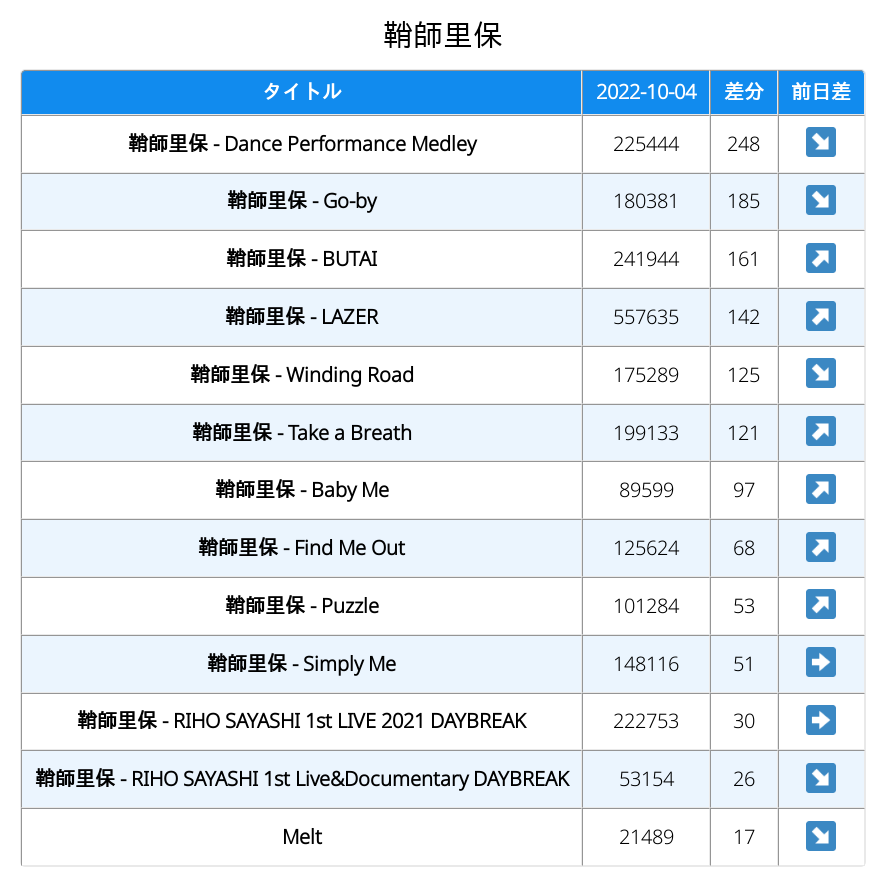 鞘師里保
タイトル 2022-10-04 差分 前日差
鞘師里保 - Dance Performance Medley 225444 248 ↘
鞘師里保 - Go-by 180381 185 ↘
鞘師里保 - BUTAI 241944 161 ↗
鞘師里保 - LAZER 557635 142 ↗
鞘師里保 - Winding Road 175289 125 ↘
鞘師里保 - Take a Breath 199133 121 ↗
鞘師里保 - Baby Me 89599 97 ↗
鞘師里保 - Find Me Out 125624 68 ↗
鞘師里保 - Puzzle 101284 53 ↗
鞘師里保 - Simply Me 148116 51 ➡
鞘師里保 - RIHO SAYASHI 1st LIVE 2021 DAYBREAK 222753 30 ➡
鞘師里保 - RIHO SAYASHI 1st Live&Documentary DAYBREAK 53154 26 ↘
Melt 21489 17 ↘